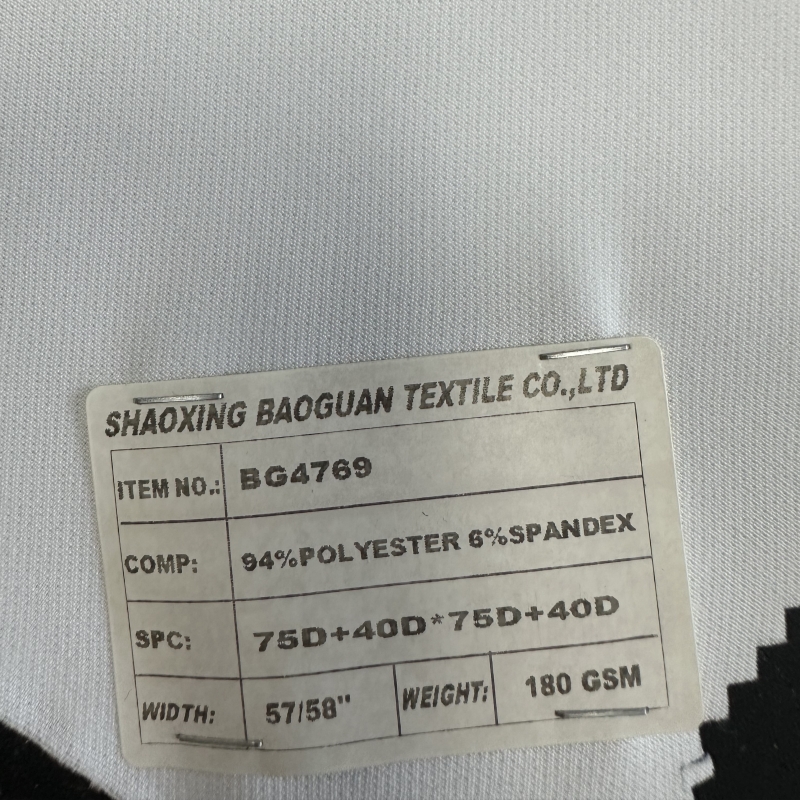 SHAOXING BAOGUAN TEXTILE CO.,LTD
ITEM NO.: BG4769
COMP: 94%POLYESTER 6%SPANDEX
SPC: 75D+40D*75D+40D
WIDTH: 57/58" WEIGHT: 180 GSM